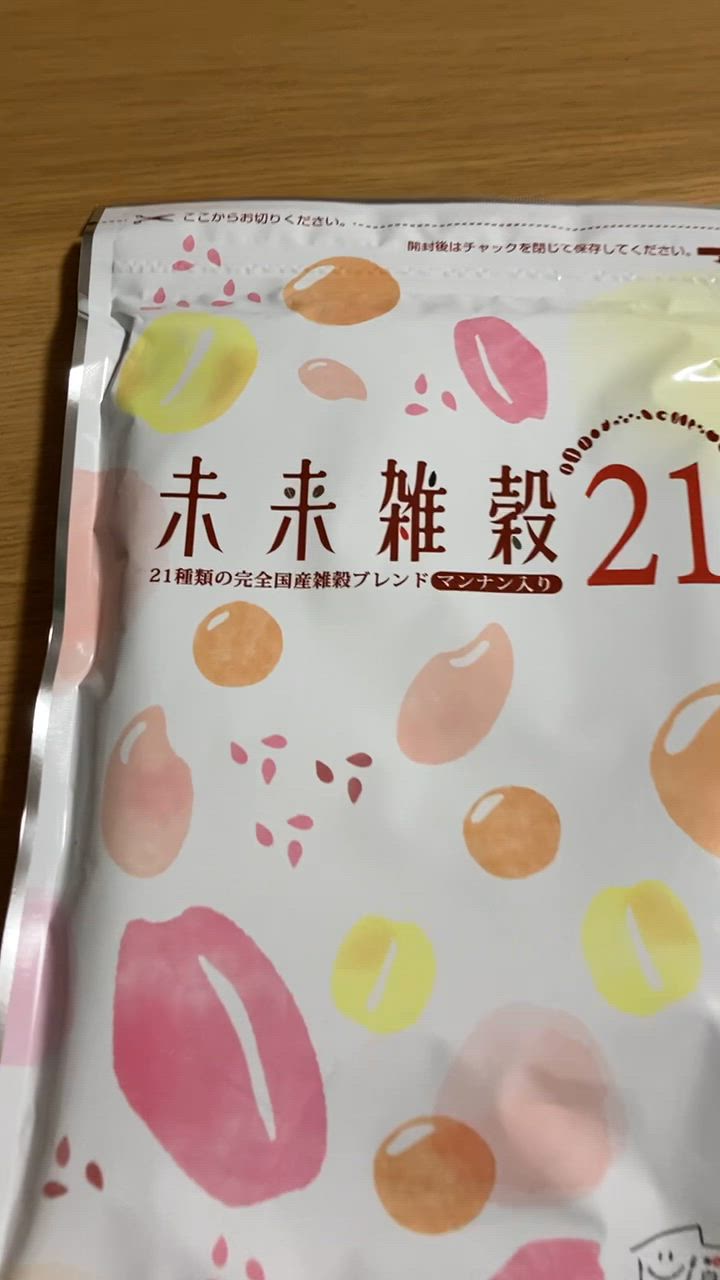 ここからお切りください。
開封後はチャックを閉じて保存してください。
未来雑穀21
21種類の完全国産雑穀ブレンド マンナン入り